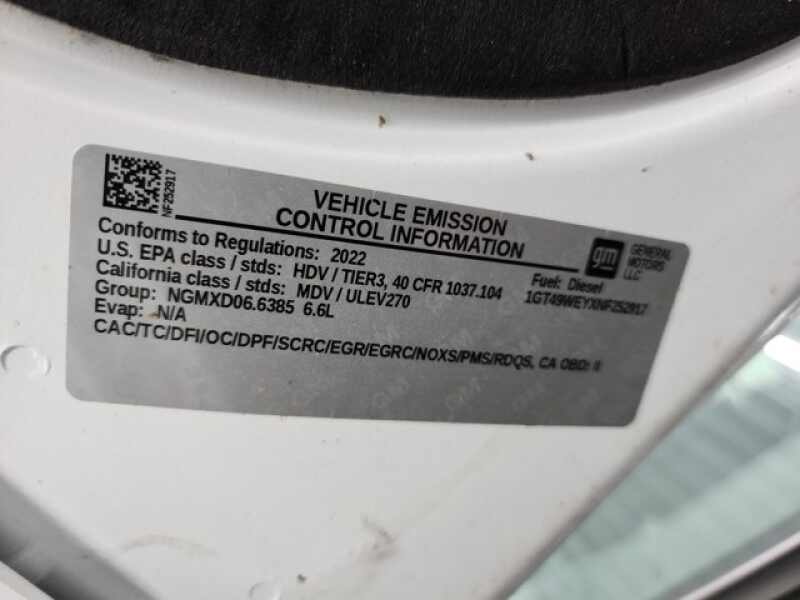 NF252917
VEHICLE EMISSION
CONTROL INFORMATION
gm
GENERAL
MOTORS
LLC
Conforms to Regulations: 2022
U.S. EPA class / stds: HDV / TIER3, 40 CFR 1037.104
California class / stds: MDV / ULEV270
Group: NGMXD06.6385 6.6L
Evap: N/A
Fuel: Diesel
1GT49WEYXNF252917
CAC/TC/DFI/OC/DPF/SCRC/EGR/EGRC/NOXS/PMS/RDQS, CA OBD: II